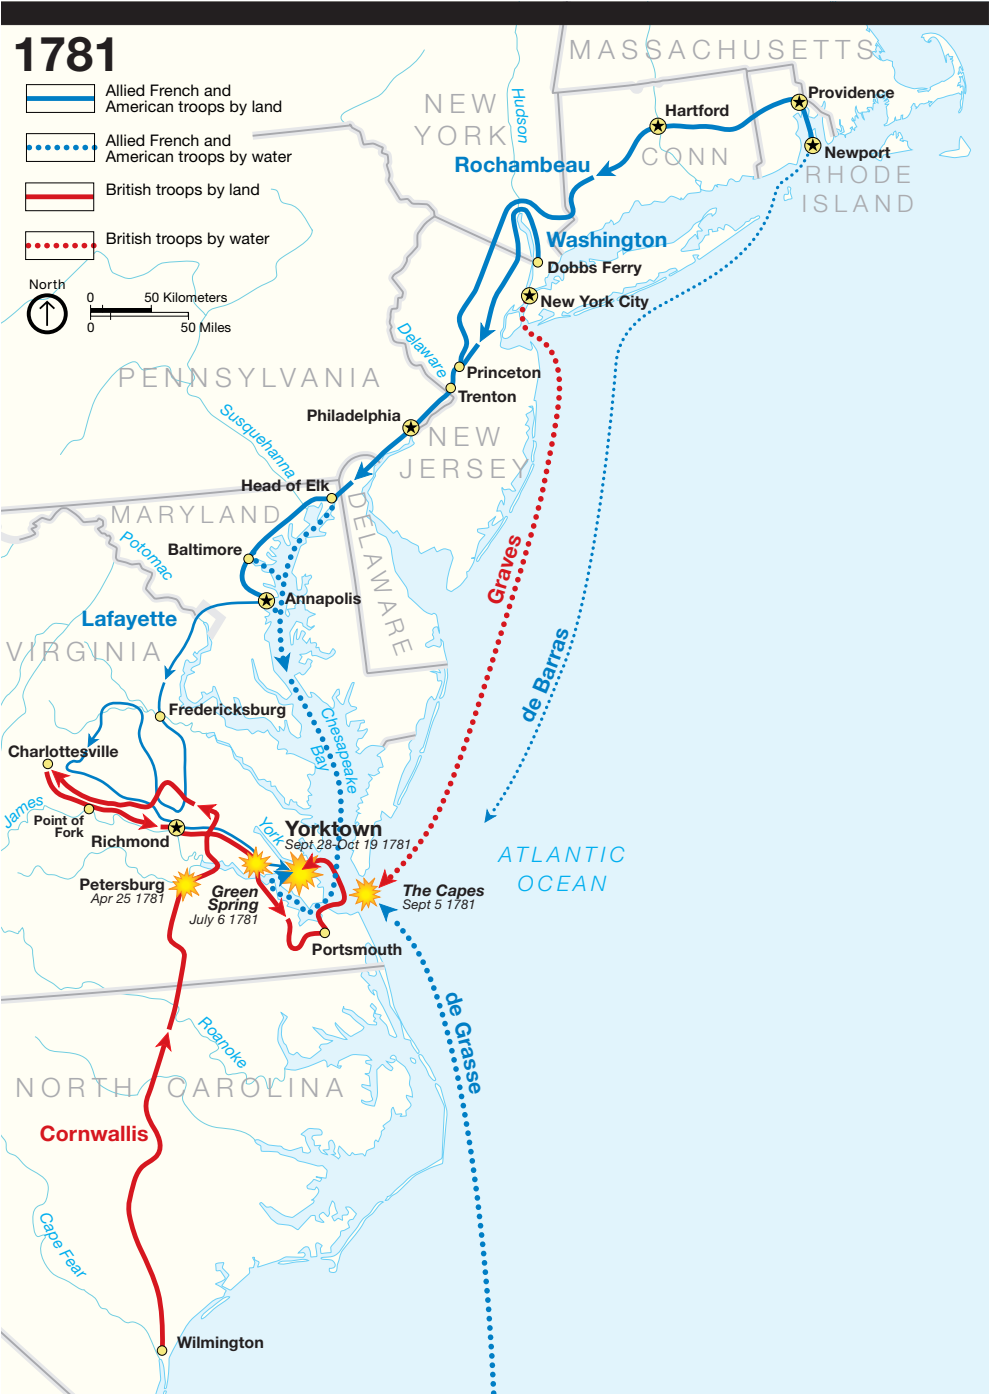 1781
Allied French and
American troops by land
Allied French and
American troops by water
British troops by land
British troops by water
North
0 50 Kilometers
0 50 Miles
MASSACHUSETTS
NEW
YORK
Hudson
Providence
Hartford
CONN
Newport
RHODE
ISLAND
Rochambeau
Washington
Dobbs Ferry
New York City
Delaware
PENNSYLVANIA
Princeton
Trenton
Philadelphia
Susquehanna
NEW
JERSEY
Head of Elk
MARYLAND
DELAWARE
Potomac
Baltimore
Annapolis
Graves
Lafayette
VIRGINIA
de Barras
Fredericksburg
Chesapeake
Bay
Charlottesville
James
Point of
Fork
Richmond
York
Yorktown
Sept 28-Oct 19 1781
ATLANTIC
OCEAN
Petersburg
Apr 25 1781
Green
Spring
July 6 1781
The Capes
Sept 5 1781
Portsmouth
de Grasse
Roanoke
NORTH CAROLINA
Cornwallis
Cape Fear
Wilmington